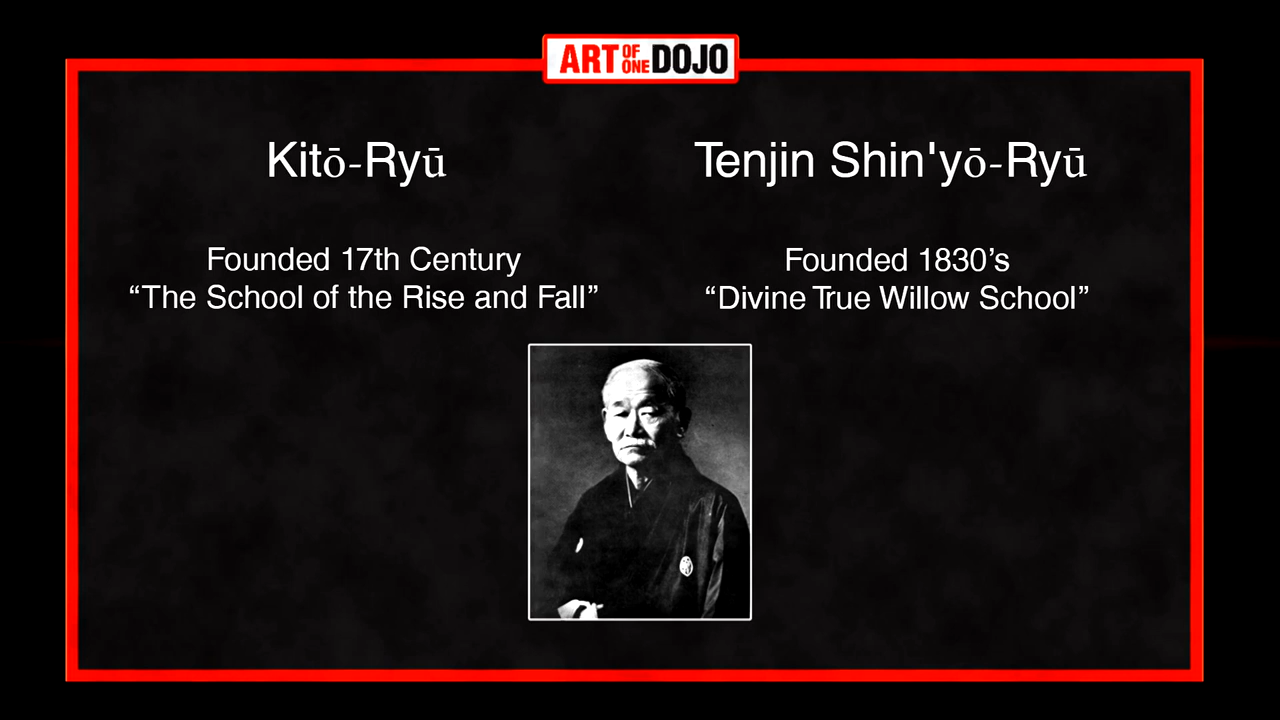 ART OF ONE DOJO
Kitō-Ryū
Founded 17th Century
“The School of the Rise and Fall”
Tenjin Shin'yō-Ryū
Founded 1830’s
“Divine True Willow School”